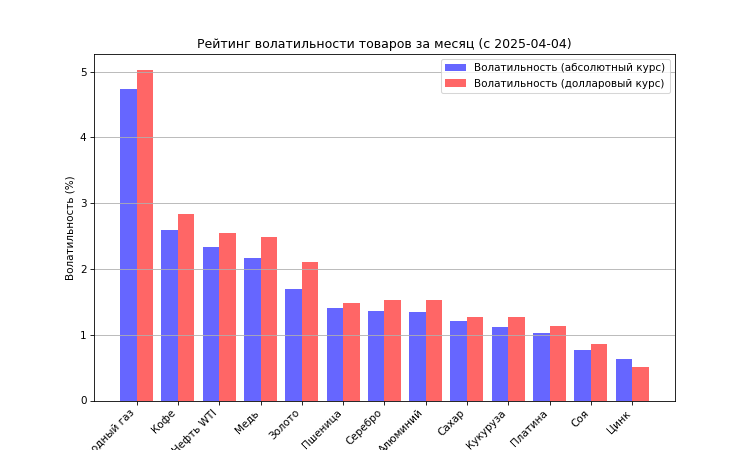 Рейтинг волатильности товаров за месяц (с 2025-04-04)
Волатильность (абсолютный курс)
Волатильность (долларовый курс)
Волатильность (%)
5
4
3
2
1
0
одный газ
Кофе
Нефть WTI
Медь
Золото
Пшеница
Серебро
Алюминий
Сахар
Кукуруза
Платина
Соя
Цинк